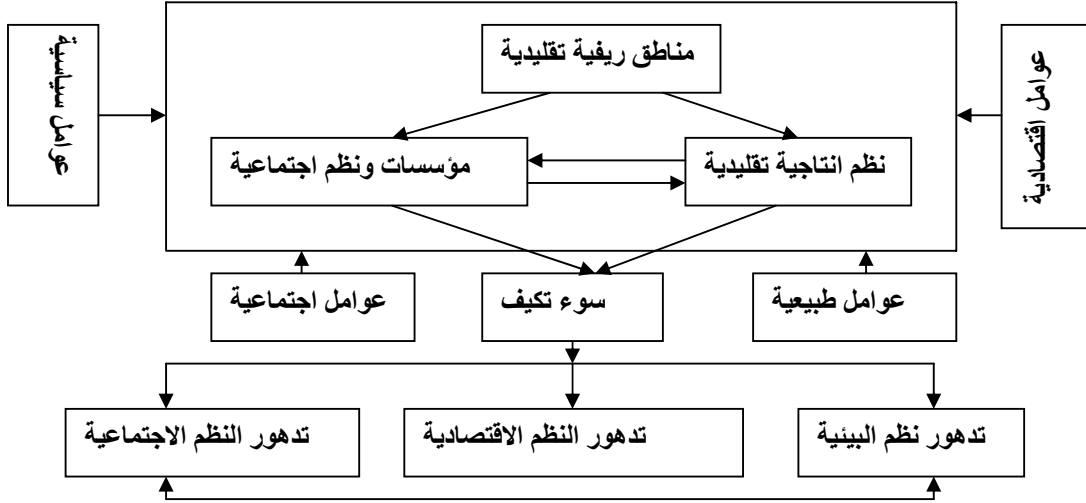 مناطق ريفية تقليدية
عوامل اقتصادية
عوامل سياسية
نظم انتاجية تقليدية
مؤسسات ونظم اجتماعية
عوامل طبيعية
سوء تكيف
عوامل اجتماعية
تدهور نظم البيئية
تدهور النظم الاقتصادية
تدهور النظم الاجتماعية